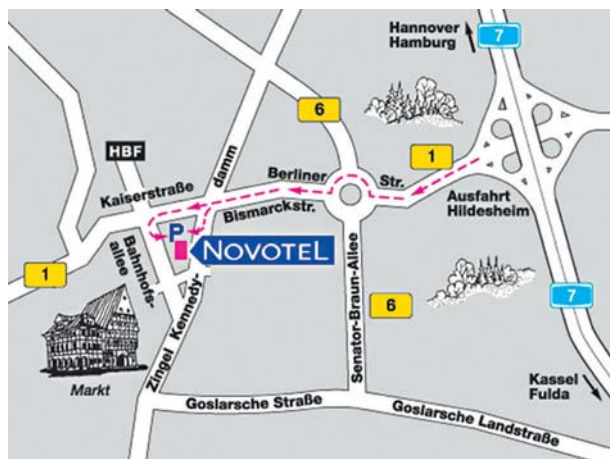 Hannover
Hamburg
7
6
HBF
damm
Berliner
Str.
1
Kaiserstraße
Bismarckstr.
Ausfahrt
Hildesheim
P
NOVOTEL
Bahnhofs-
allee
1
Kennedy-
Zingel
Senator-Braun-Allee
6
7
Markt
Kassel
Fulda
Goslarsche Straße
Goslarsche Landstraße